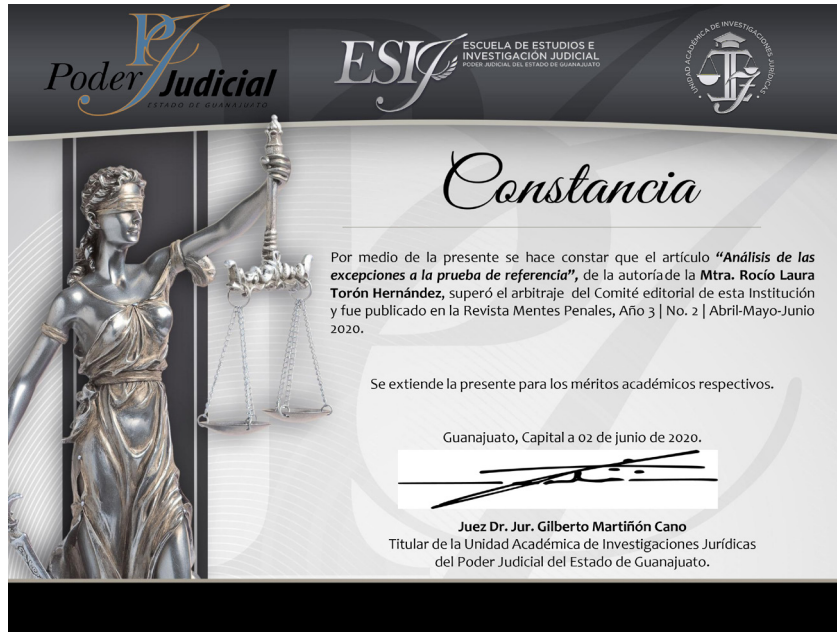 PJ
Poder Judicial
ESTADO DE GUANAJUATO
ESIJ
ESCUELA DE ESTUDIOS E
INVESTIGACIÓN JUDICIAL
PODER JUDICIAL DEL ESTADO DE GUANAJUATO
UNIDAD ACADÉMICA DE INVESTIGACIONES JURÍDICAS
Constancia
Por medio de la presente se hace constar que el artículo “Análisis de las
excepciones a la prueba de referencia”, de la autoría de la Mtra. Rocío Laura
Torón Hernández, superó el arbitraje del Comité editorial de esta Institución
y fue publicado en la Revista Mentes Penales, Año 3 | No. 2 | Abril-Mayo-Junio
2020.
Se extiende la presente para los méritos académicos respectivos.
Guanajuato, Capital a 02 de junio de 2020.
Juez Dr. Jur. Gilberto Martiñón Cano
Titular de la Unidad Académica de Investigaciones Jurídicas
del Poder Judicial del Estado de Guanajuato.